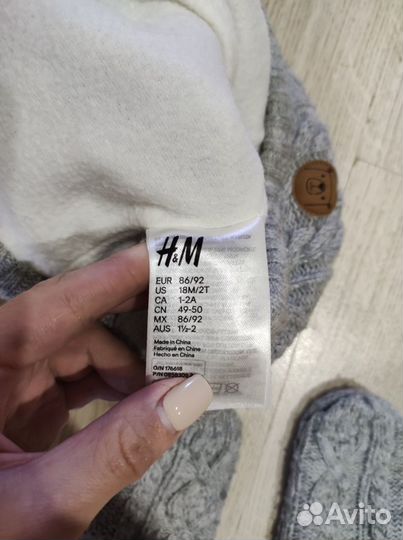 H&M
EUR 86/92
US 18M/2T
CA 1-2A
CN 49-50
MX 86/92
AUS 1½-2
Made in China
Fabriqué en Chine
Hecho en China
O/N 176618
Avito